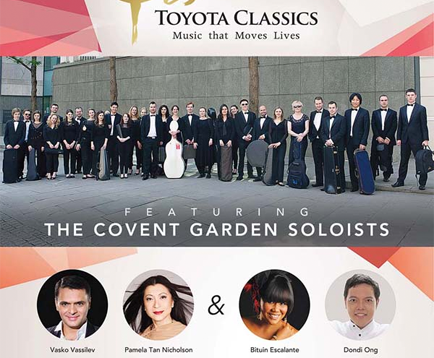 TOYOTA CLASSICS
Music that Moves Lives
FEATURING
THE COVENT GARDEN SOLOISTS
Vasko Vassilev
Pamela Tan Nicholson
&
Bituin Escalante
Dondi Ong